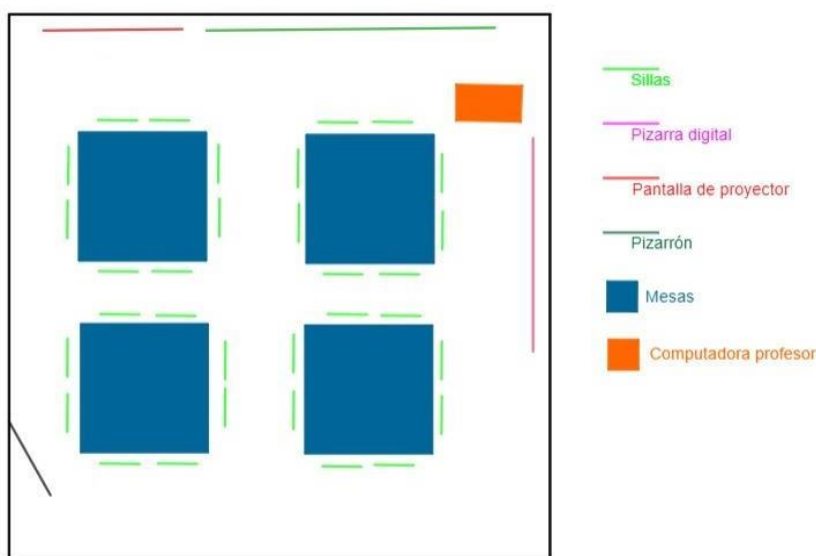 Sillas
Pizarra digital
Pantalla de proyector
Pizarrón
Mesas
Computadora profesor